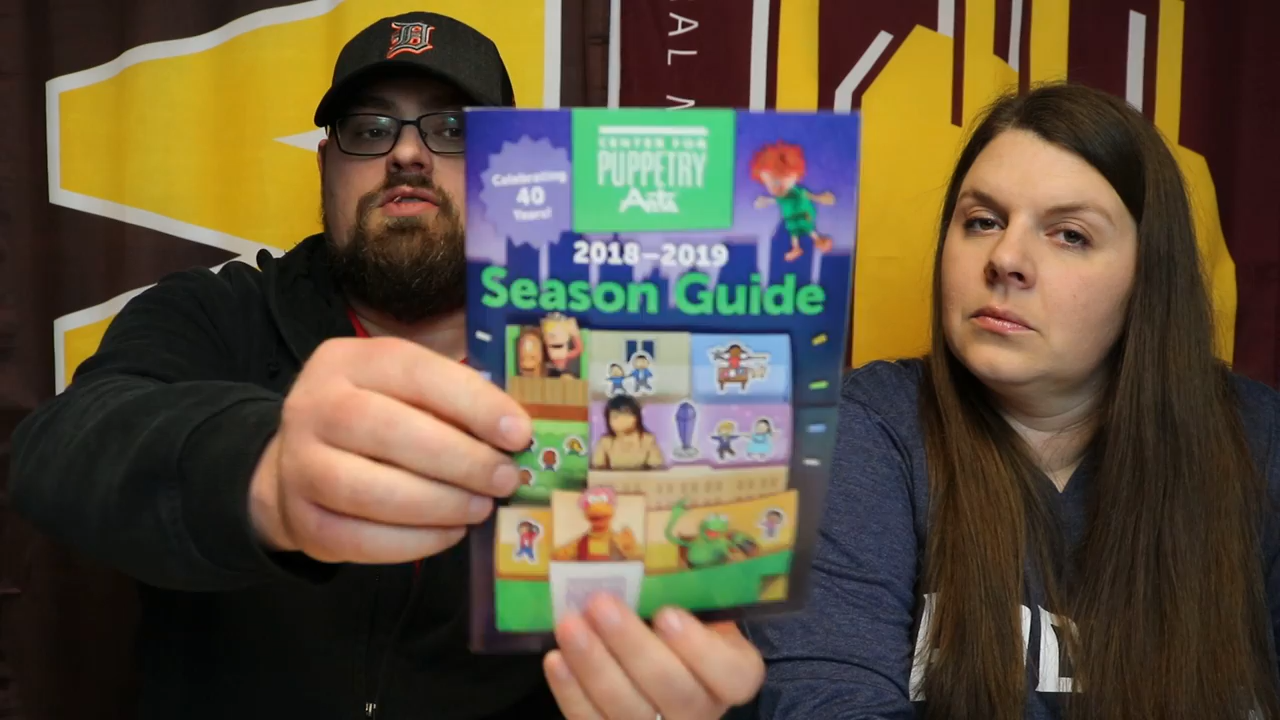 CENTER FOR
PUPPETRY
Arts
Celebrating
40
Years!
2018–2019
Season Guide
D